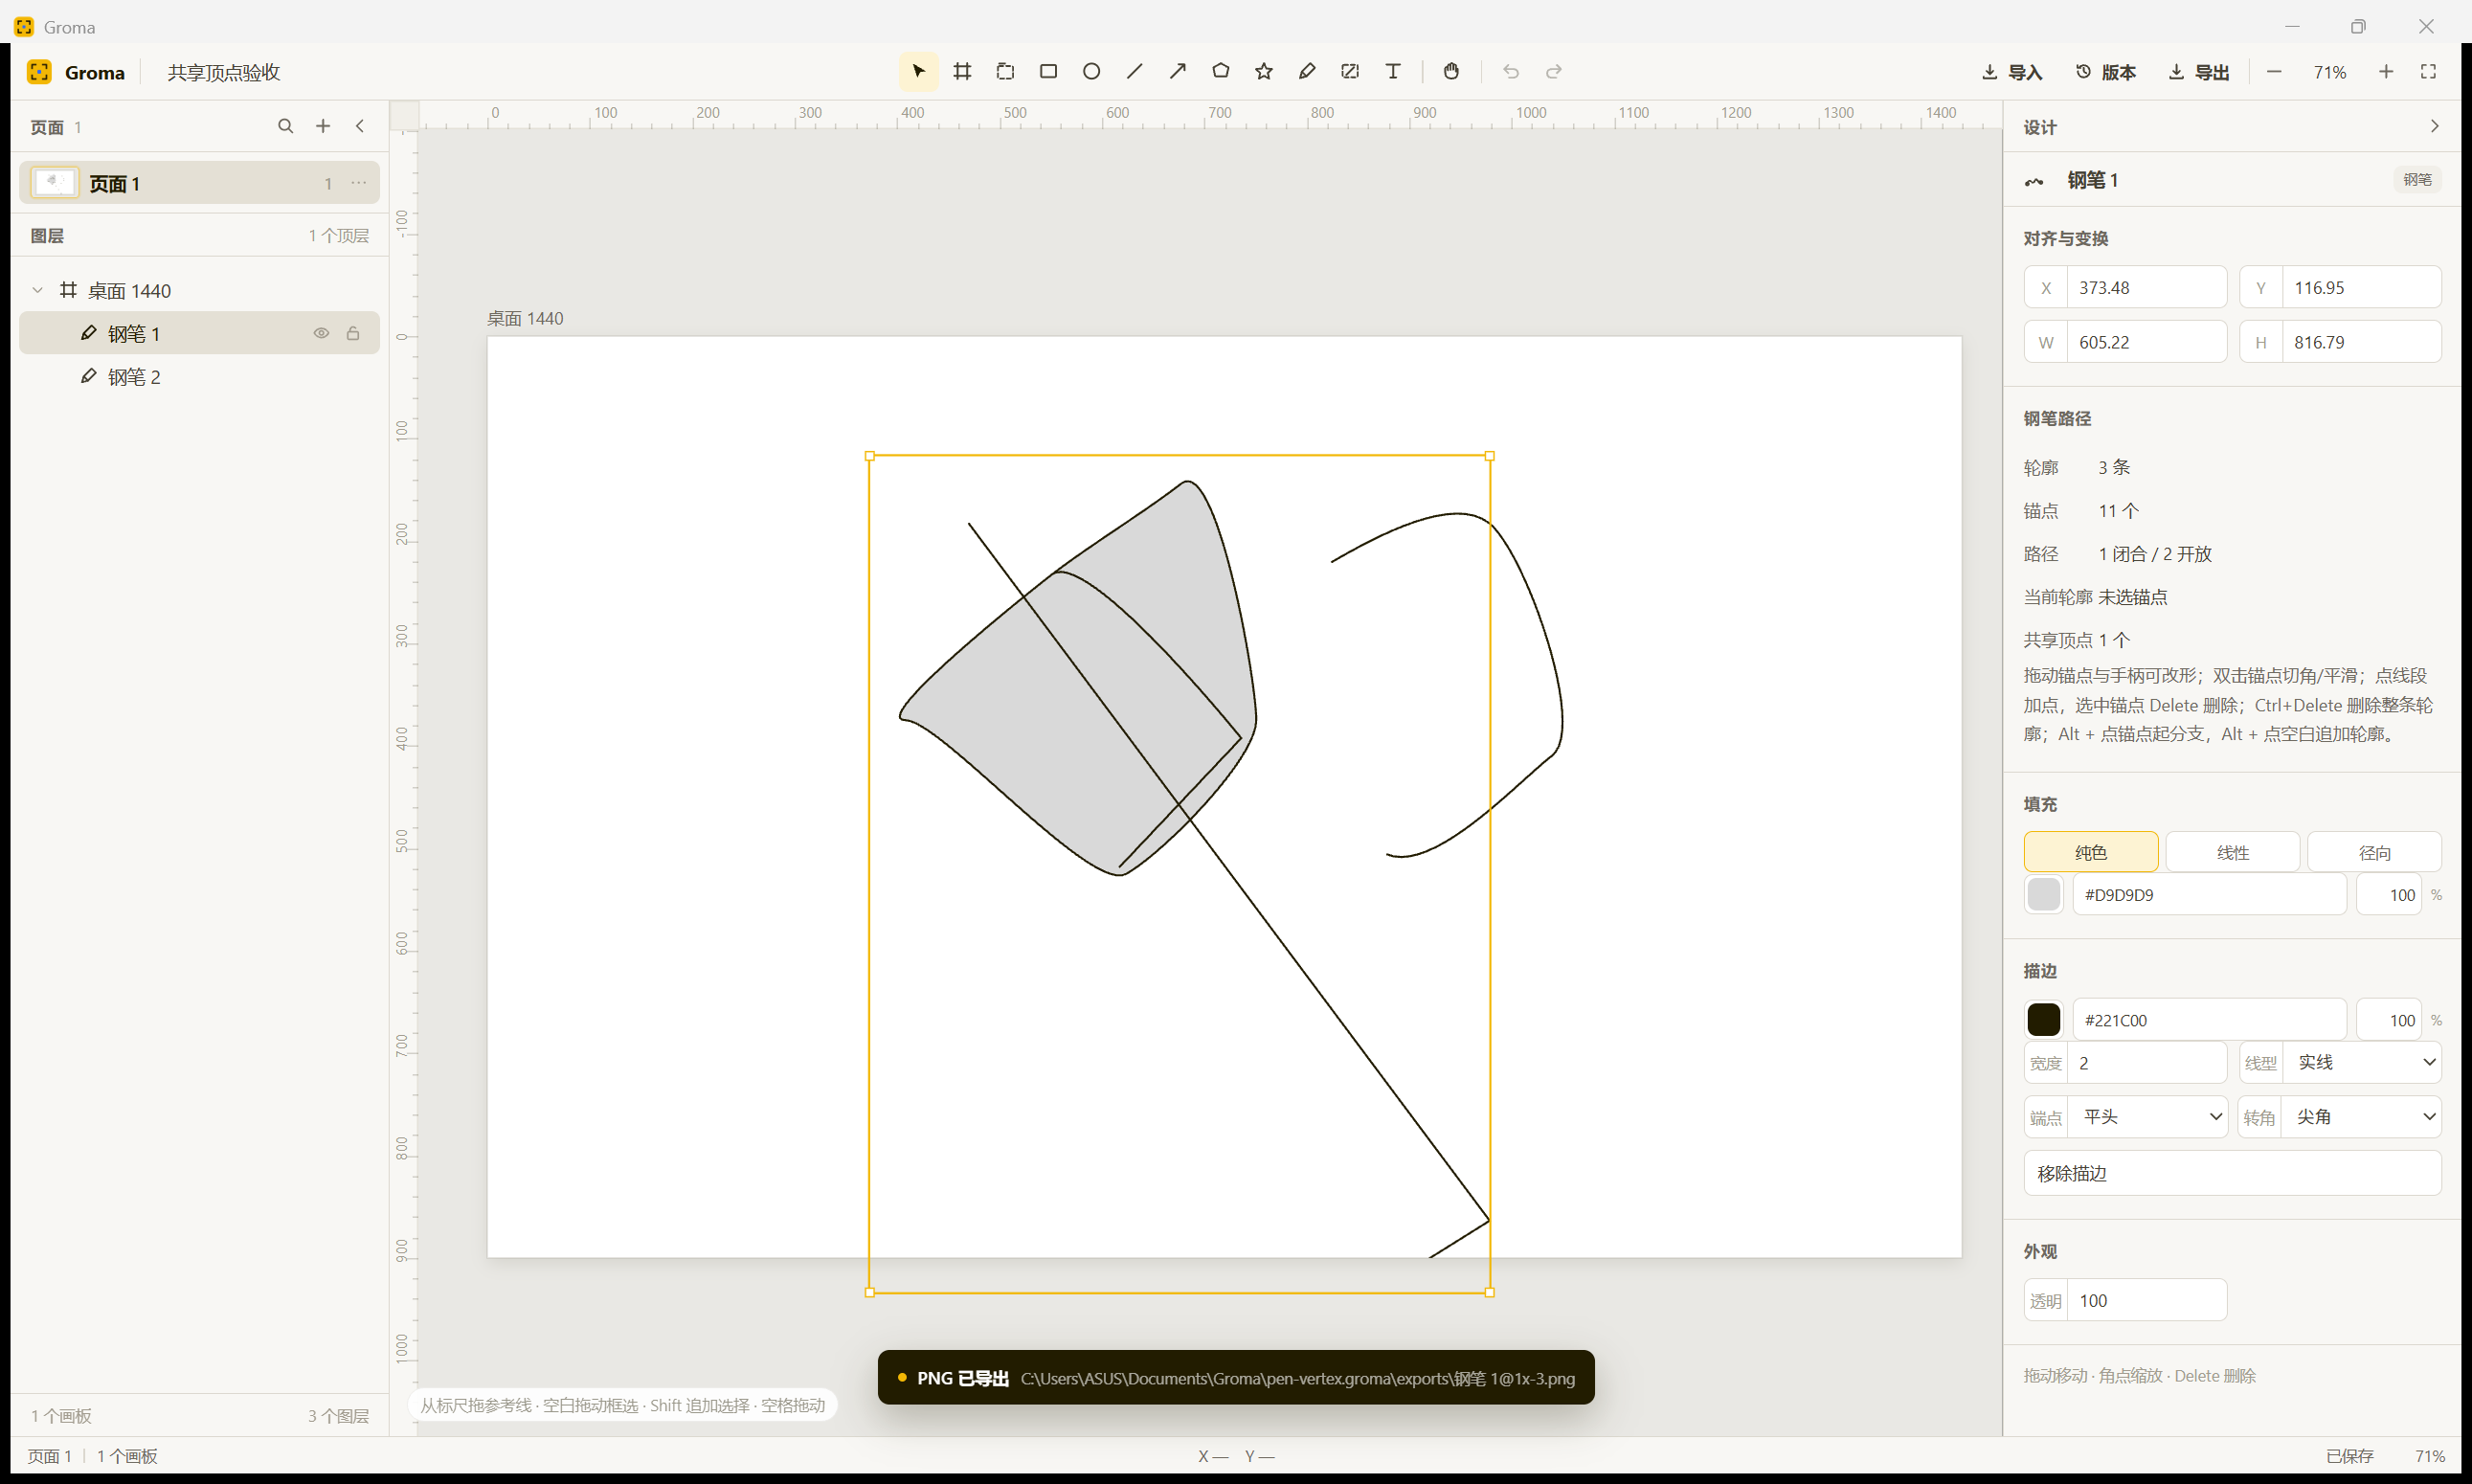 Groma
Groma 共享顶点验收
导入 版本 导出 71%
页面 1
页面 1 1
图层 1 个顶层
桌面 1440
钢笔 1
钢笔 2
1 个画板 3 个图层
0 100 200 300 400 500 600 700 800 900 1000 1100 1200 1300 1400
-100 0 100 200 300 400 500 600 700 800 900 1000
桌面 1440
从标尺拖参考线 · 空白拖动框选 · Shift 追加选择 · 空格拖动
PNG 已导出 C:\Users\ASUS\Documents\Groma\pen-vertex.groma\exports\钢笔 1@1x-3.png
设计
钢笔 1 钢笔
对齐与变换
X 373.48 Y 116.95
W 605.22 H 816.79
钢笔路径
轮廓 3 条
锚点 11 个
路径 1 闭合 / 2 开放
当前轮廓 未选锚点
共享顶点 1 个
拖动锚点与手柄可改形；双击锚点切角/平滑；点线段
加点，选中锚点 Delete 删除；Ctrl+Delete 删除整条轮
廓；Alt + 点锚点起分支，Alt + 点空白追加轮廓。
填充
纯色 线性 径向
#D9D9D9 100 %
描边
#221C00 100 %
宽度 2 线型 实线
端点 平头 转角 尖角
移除描边
外观
透明 100
拖动移动 · 角点缩放 · Delete 删除
页面 1 1 个画板 X — Y — 已保存 71%